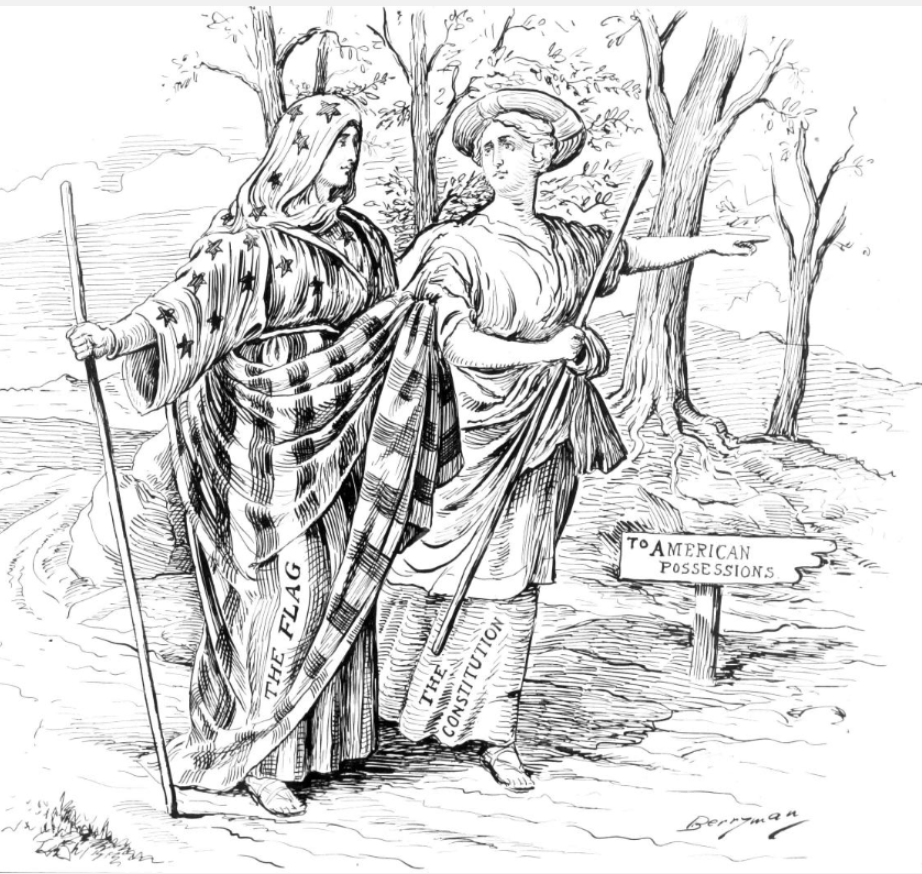 THE FLAG
THE
CONSTITUTION
TO AMERICAN
POSSESSIONS
Berryman